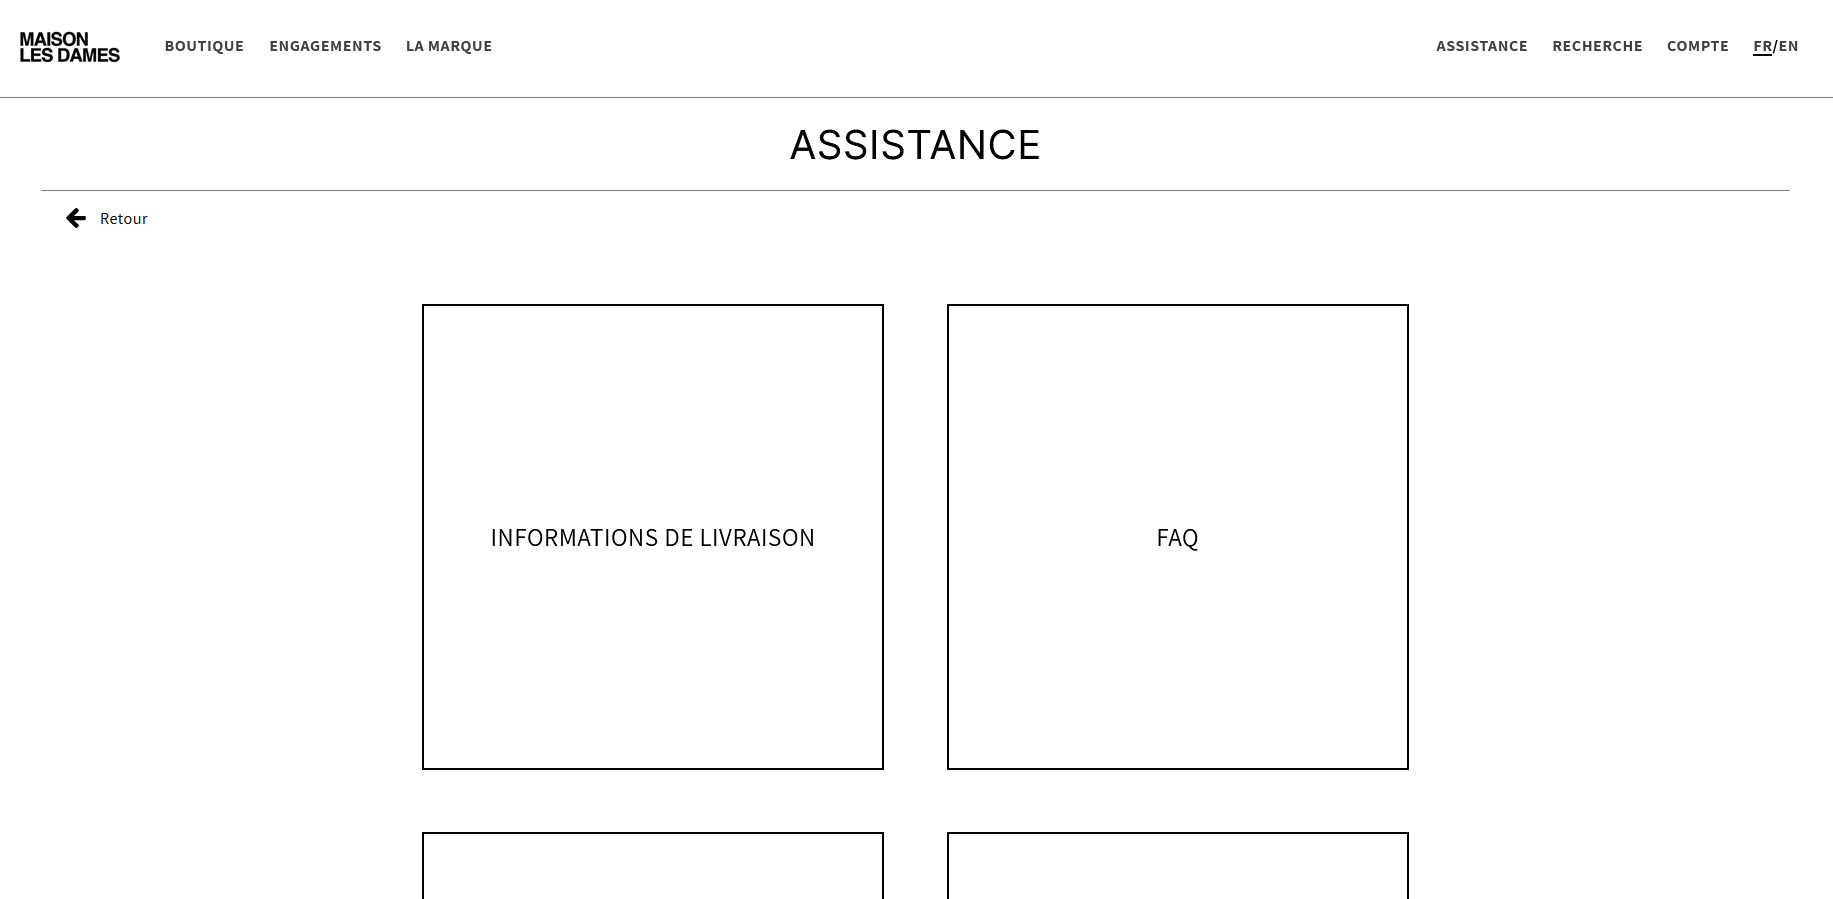 MAISON
LES DAMES
BOUTIQUE ENGAGEMENTS LA MARQUE
ASSISTANCE RECHERCHE COMPTE FR/EN
ASSISTANCE
Retour
INFORMATIONS DE LIVRAISON
FAQ